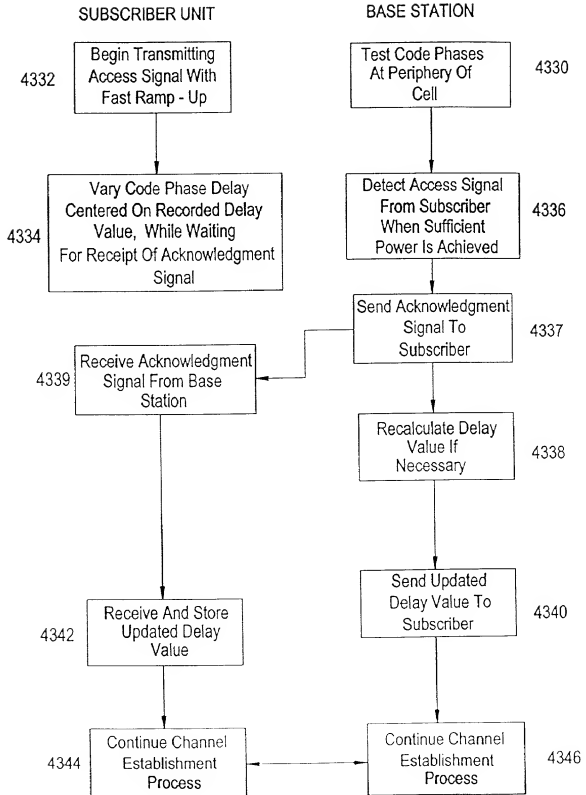 SUBSCRIBER UNIT
BASE STATION
4332
Begin Transmitting
Access Signal With
Fast Ramp - Up
Test Code Phases
At Periphery Of
Cell
4330
4334
Vary Code Phase Delay
Centered On Recorded Delay
Value, While Waiting
For Receipt Of Acknowledgment
Signal
Detect Access Signal
From Subscriber
When Sufficient
Power Is Achieved
4336
Send Acknowledgment
Signal To
Subscriber
4337
4339
Receive Acknowledgment
Signal From Base
Station
Recalculate Delay
Value If
Necessary
4338
Send Updated
Delay Value To
Subscriber
4340
4342
Receive And Store
Updated Delay
Value
4344
Continue Channel
Establishment
Process
Continue Channel
Establishment
Process
4346